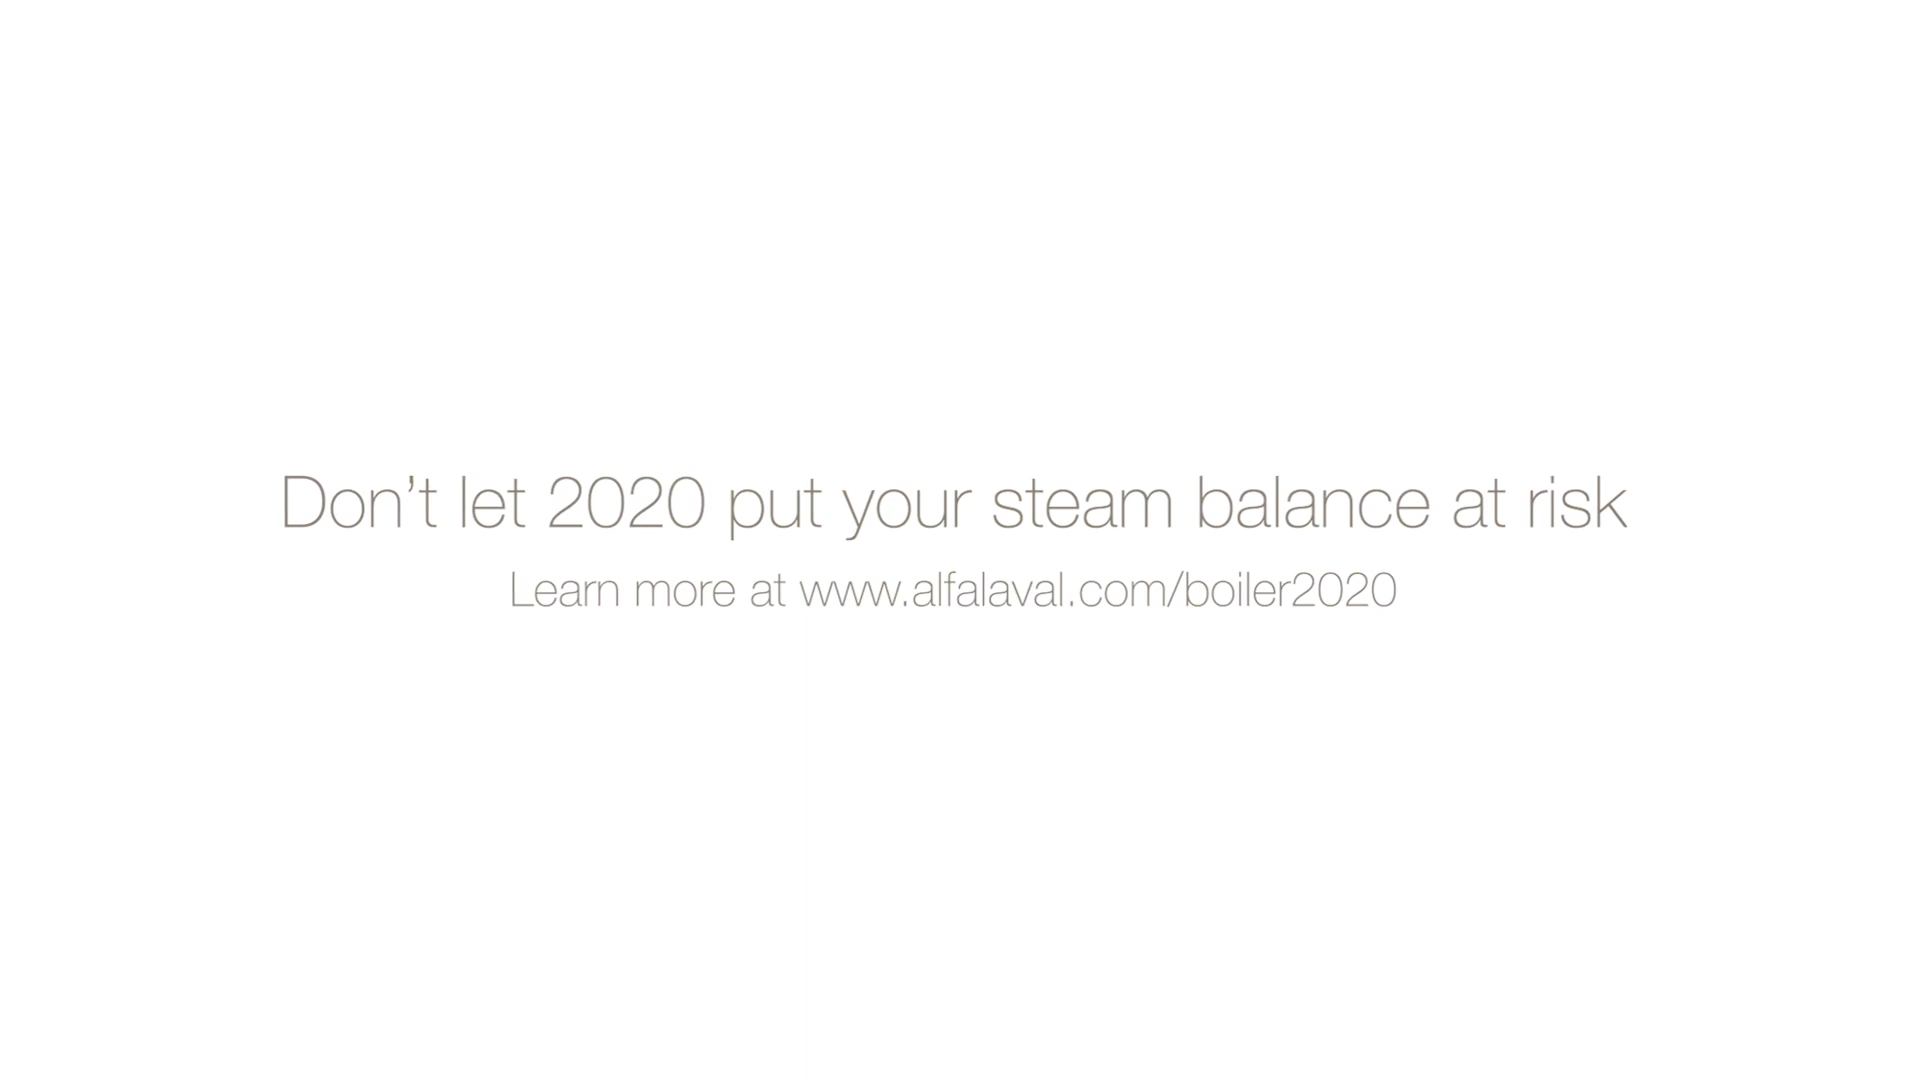 Don’t let 2020 put your steam balance at risk
Learn more at www.alfalaval.com/boiler2020